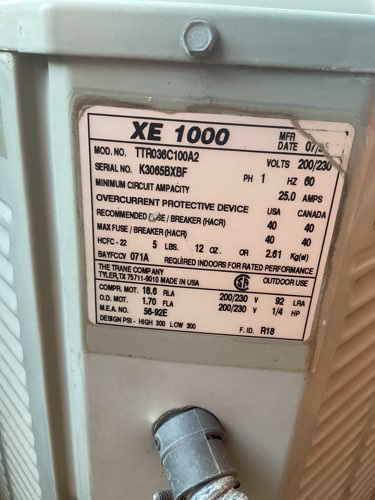 XE 1000
MFR
DATE 07/
MOD. NO. TTR036C100A2 VOLTS 200/230
SERIAL NO. K3065BXBF PH 1 HZ 60
MINIMUM CIRCUIT AMPACITY 25.0 AMPS
OVERCURRENT PROTECTIVE DEVICE USA CANADA
RECOMMENDED / BREAKER (HACR) 40 40
MAX FUSE / BREAKER (HACR) 40 40
HCFC - 22 5 LBS. 12 OZ. OR 2.61 Kg(al)
BAYFCCV 071A REQUIRED INDOORS FOR RATED PERFORMANCE
THE TRANE COMPANY
TYLER,TX 75711-9010 MADE IN USA OUTDOOR USE
COMPR. MOT. 18.6 RLA 200/230 V 92 LRA
O.D. MOT. 1.70 FLA 200/230 V 1/4 HP
M.E.A. NO. 56-92E
DESIGN PSI - HIGH 300 LOW 300 F. ID. R18